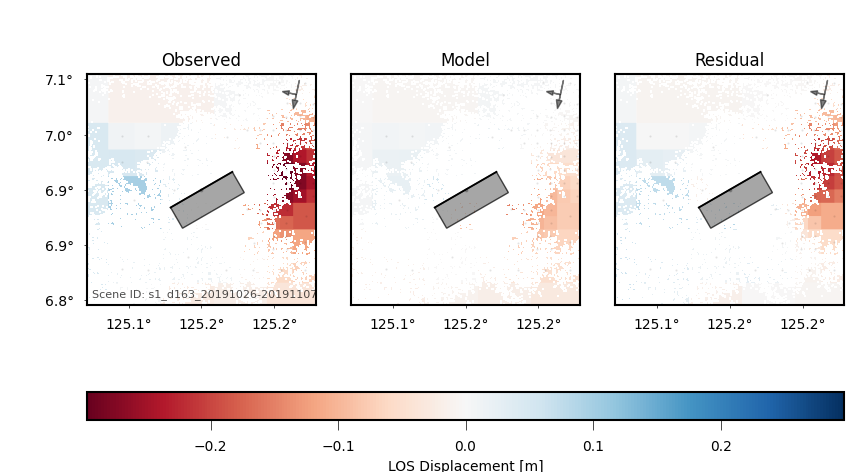 Observed Model Residual
7.1°
7.0°
6.9°
6.9°
6.8°
Scene ID: s1_d163_20191026-20191107
125.1° 125.2° 125.2° 125.1° 125.2° 125.2° 125.1° 125.2° 125.2°
−0.2 −0.1 0.0 0.1 0.2
LOS Displacement [m]